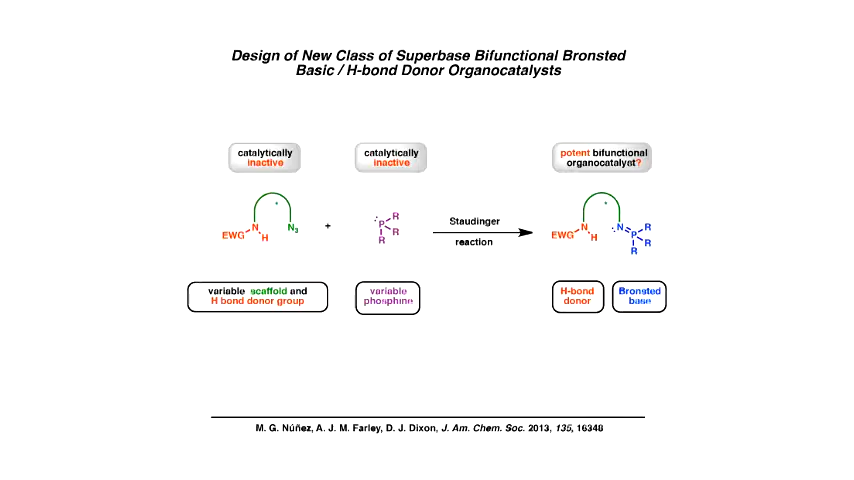 Design of New Class of Superbase Bifunctional Bronsted
Basic / H-bond Donor Organocatalysts
catalytically
inactive
catalytically
inactive
potent bifunctional
organocatalyst?
EWG N H N3
+
P R R R
Staudinger
reaction
EWG N H N P R R R
variable scaffold and
H bond donor group
variable
phosphine
H-bond
donor
Bronsted
base
M. G. Núñez, A. J. M. Farley, D. J. Dixon, J. Am. Chem. Soc. 2013, 135, 16348